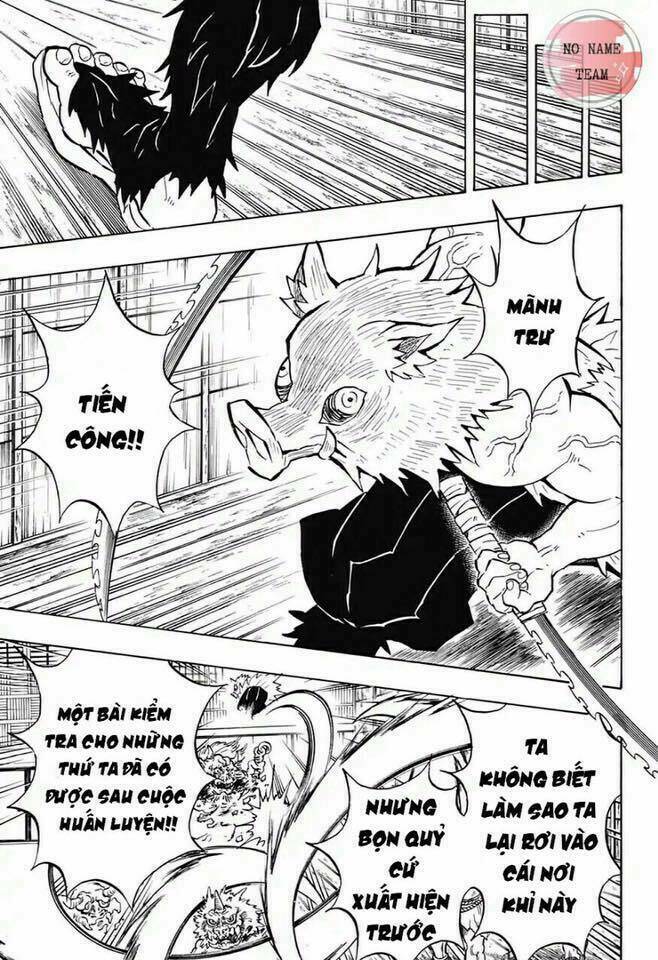 NO NAME
TEAM
MÃNH
TRƯ
TIẾN
CÔNG!!
TA
KHÔNG BIẾT
LÀM SAO TA
LẠI RƠI VÀO
CÁI NƠI
KHỈ NÀY
NHƯNG
BỌN QUỶ
CỨ
XUẤT HIỆN
TRƯỚC
MỘT BÀI KIỂM
TRA CHO NHỮNG
THỨ TA ĐÃ CÓ
ĐƯỢC SAU CUỘC
HUẤN LUYỆN!!